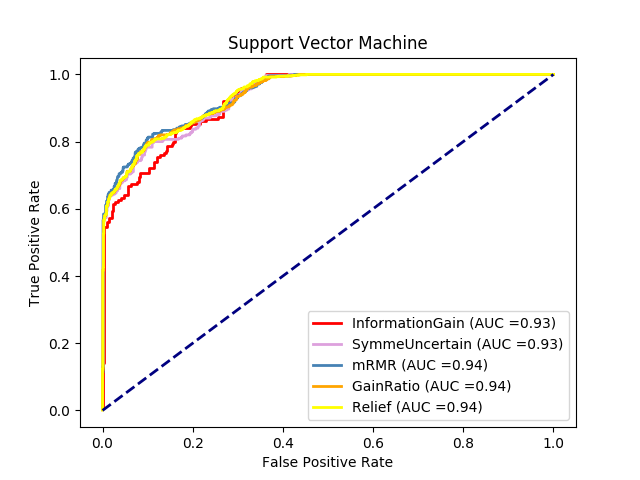 Support Vector Machine
True Positive Rate
1.0
0.8
0.6
0.4
0.2
0.0
InformationGain (AUC =0.93)
SymmeUncertain (AUC =0.93)
mRMR (AUC =0.94)
GainRatio (AUC =0.94)
Relief (AUC =0.94)
0.0 0.2 0.4 0.6 0.8 1.0
False Positive Rate